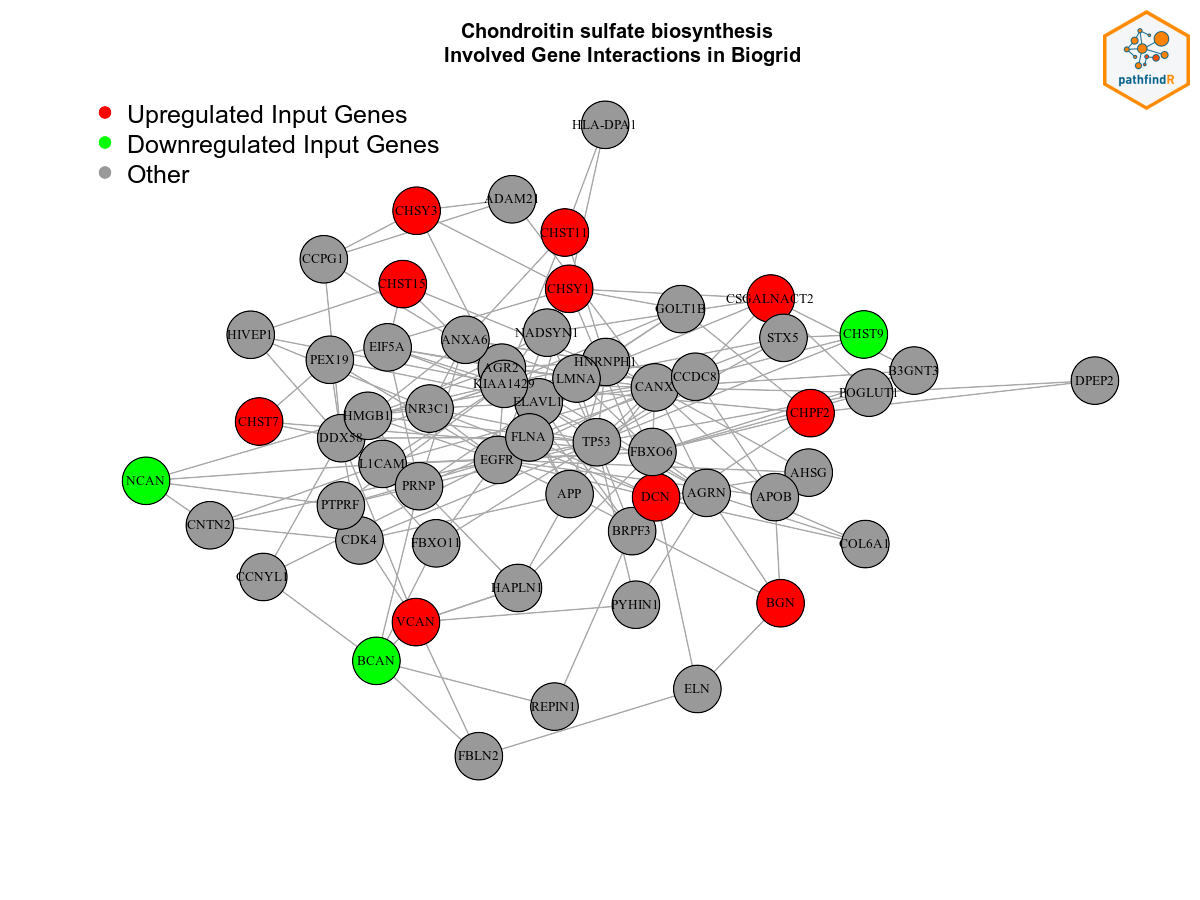 Chondroitin sulfate biosynthesis
Involved Gene Interactions in Biogrid
pathfindR
Upregulated Input Genes
Downregulated Input Genes
Other
HLA-DPA1
ADAM21
CHSY3
CHST11
CCPG1
CHST15
CHSY1
CSGALNACT2
GOLT1B
HIVEP1
NADSYN1
CHST9
STX5
ANXA6
EIF5A
PEX19
HNRNPH1
AGR2
B3GNT3
LMNA
CCDC8
DPEP2
KIAA1429
CANX
POGLUT1
ELAVL1
NR3C1
HMGB1
CHPF2
CHST7
DDX58
FLNA
TP53
FBXO6
EGFR
L1CAM
AHSG
NCAN
PRNP
APP
AGRN
DCN
APOB
PTPRF
CNTN2
BRPF3
CDK4
FBXO11
COL6A1
CCNYL1
HAPLN1
BGN
PYHIN1
VCAN
BCAN
ELN
REPIN1
FBLN2